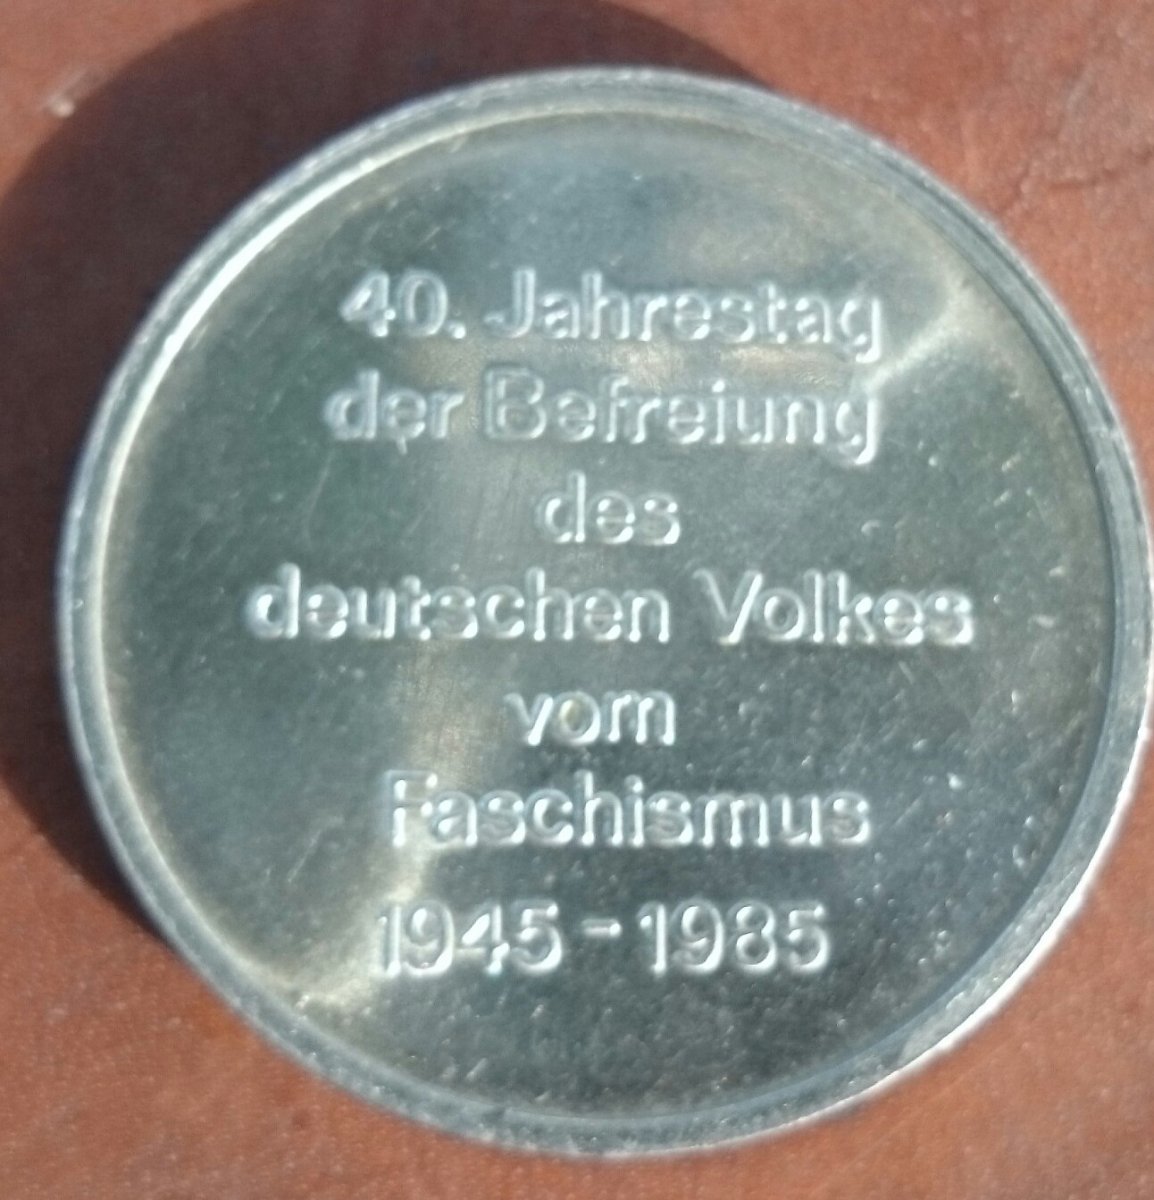 40. Jahrestag
der Befreiung
des
deutschen Volkes
vom
Faschismus
1945-1985